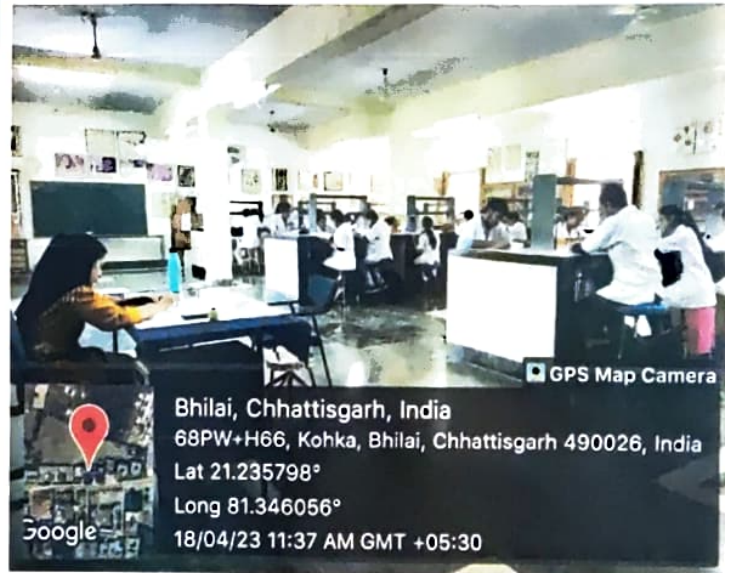 GPS Map Camera
Bhilai, Chhattisgarh, India
68PW+H66, Kohka, Bhilai, Chhattisgarh 490026, India
Lat 21.235798°
Long 81.346056°
18/04/23 11:37 AM GMT +05:30
Google